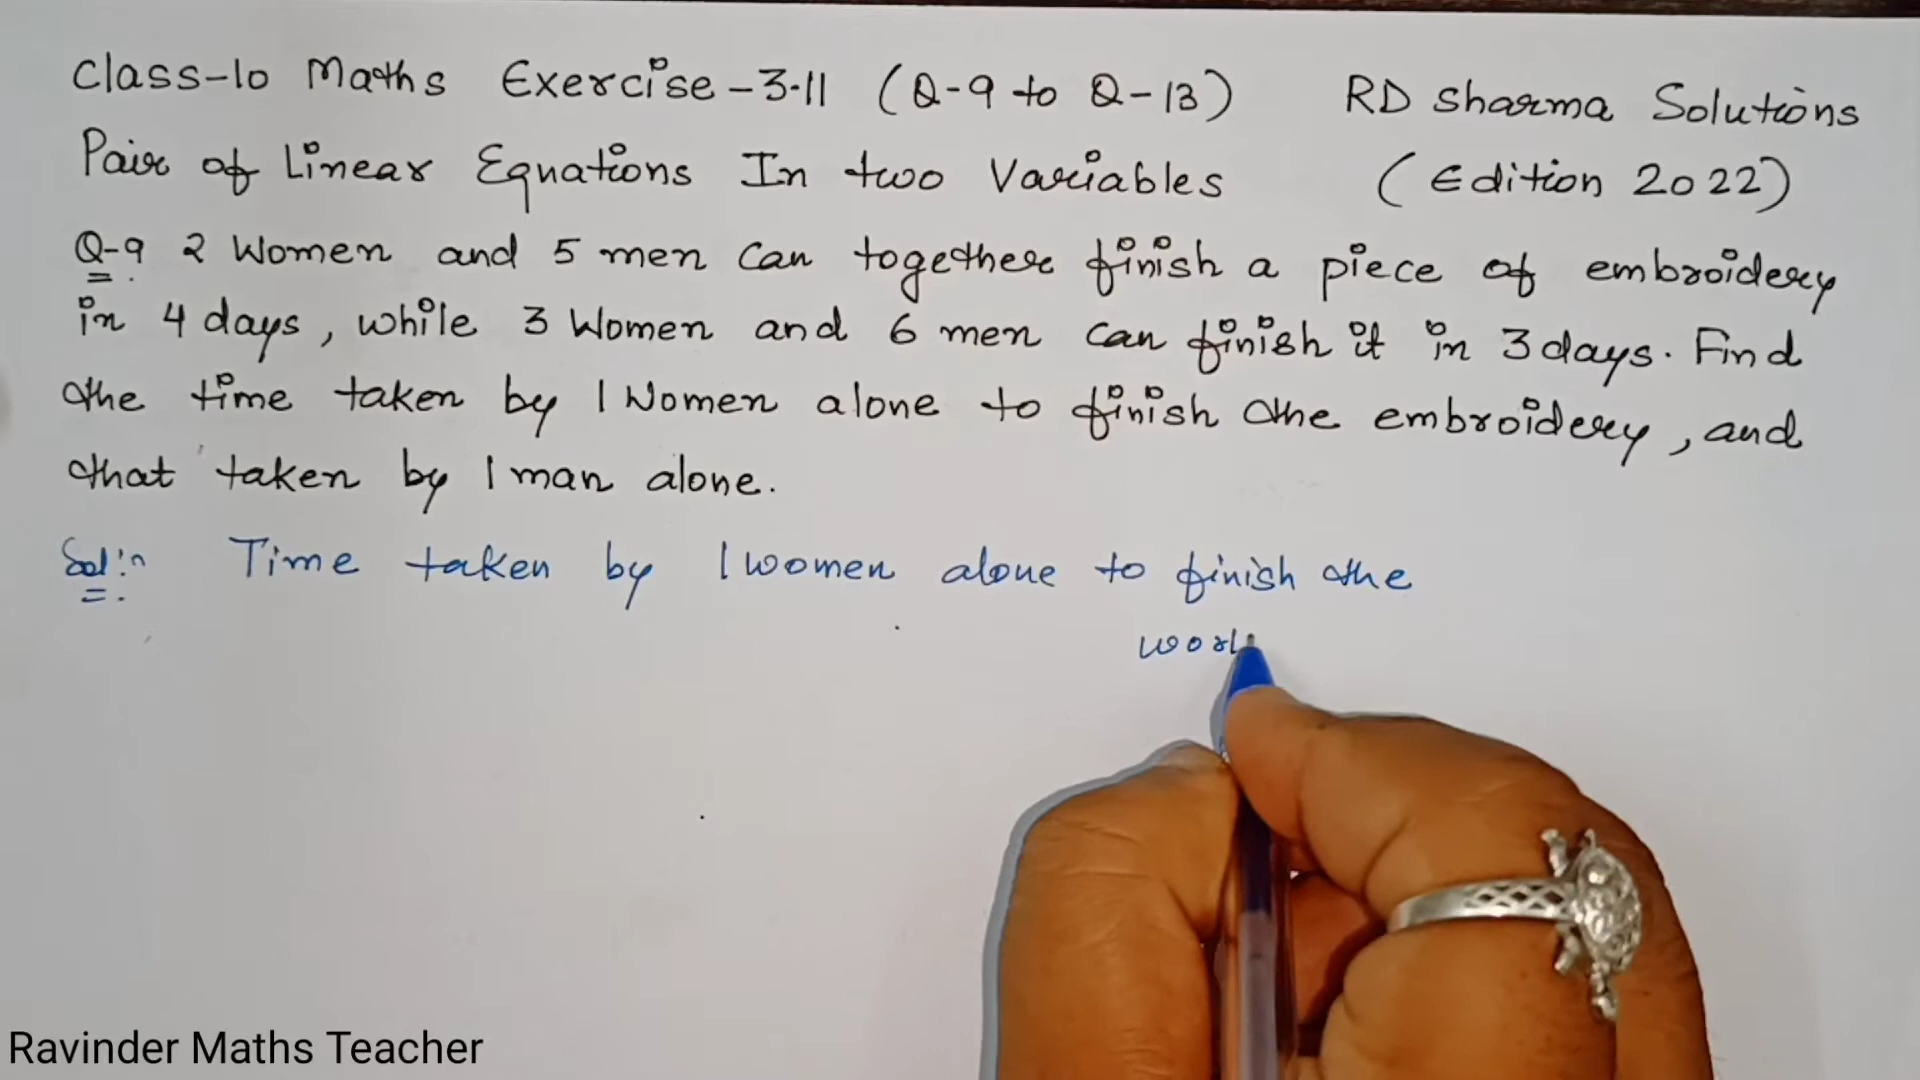 Class-10 Maths Exercise-3.11 (Q-9 to Q-13) RD Sharma Solutions
Pair of Linear Equations In two Variables (Edition 2022)
Q-9 2 Women and 5 men can together finish a piece of embroidery
in 4 days, while 3 Women and 6 men can finish it in 3 days. Find
the time taken by 1 Women alone to finish the embroidery, and
that taken by 1 man alone.
Sol:n Time taken by 1 women alone to finish the
work
Ravinder Maths Teacher